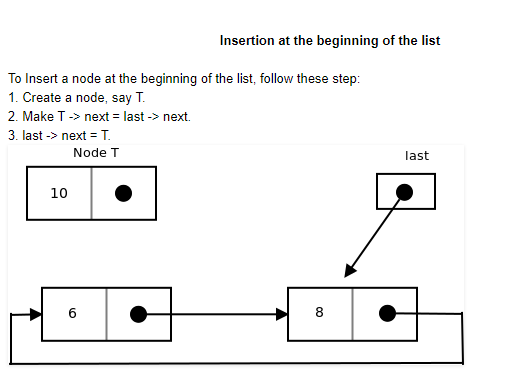 Insertion at the beginning of the list
To Insert a node at the beginning of the list, follow these step:
1. Create a node, say T.
2. Make T -> next = last -> next.
3. last -> next = T.
Node T
last
10
6
8